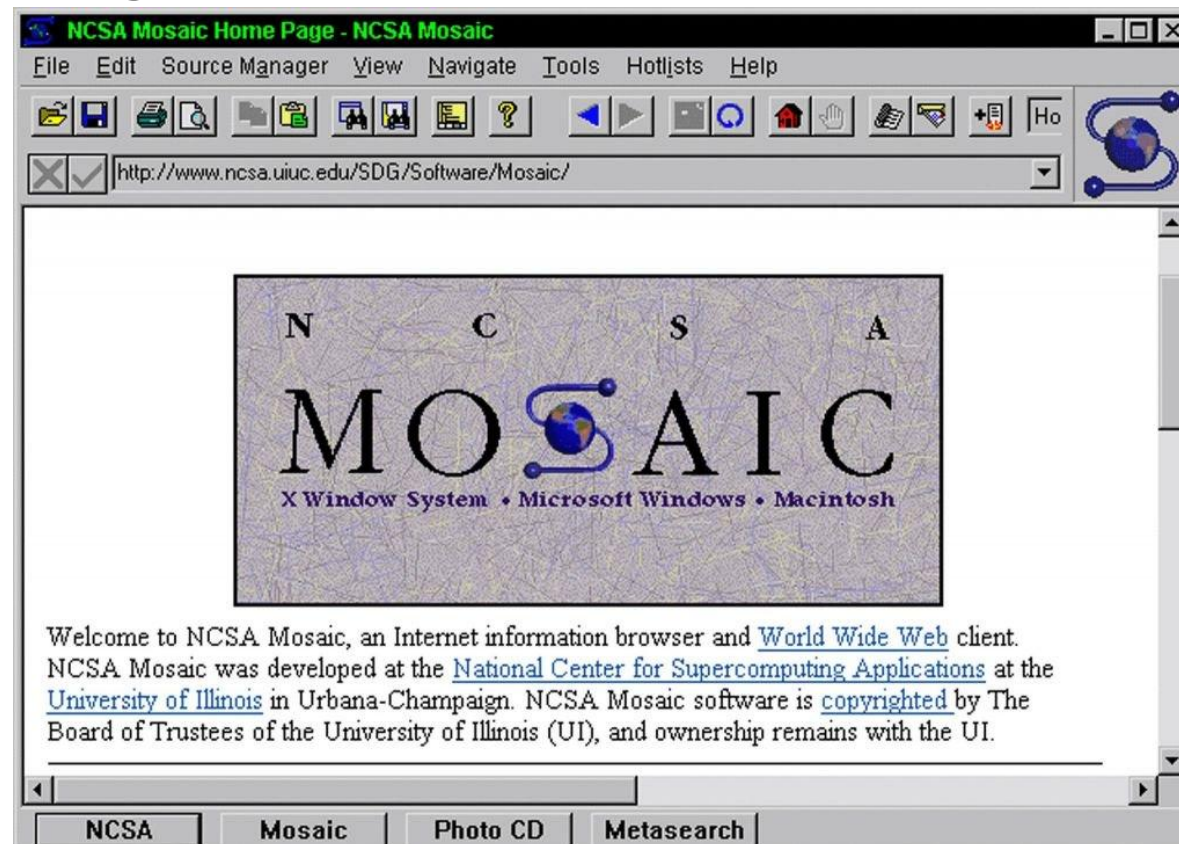 NCSA Mosaic Home Page - NCSA Mosaic
File Edit Source Manager View Navigate Tools Hotlists Help
Ho
http://www.ncsa.uiuc.edu/SDG/Software/Mosaic/
N C S A
MOSAIC
X Window System • Microsoft Windows • Macintosh
Welcome to NCSA Mosaic, an Internet information browser and World Wide Web client.
NCSA Mosaic was developed at the National Center for Supercomputing Applications at the
University of Illinois in Urbana-Champaign. NCSA Mosaic software is copyrighted by The
Board of Trustees of the University of Illinois (UI), and ownership remains with the UI.
NCSA Mosaic Photo CD Metasearch